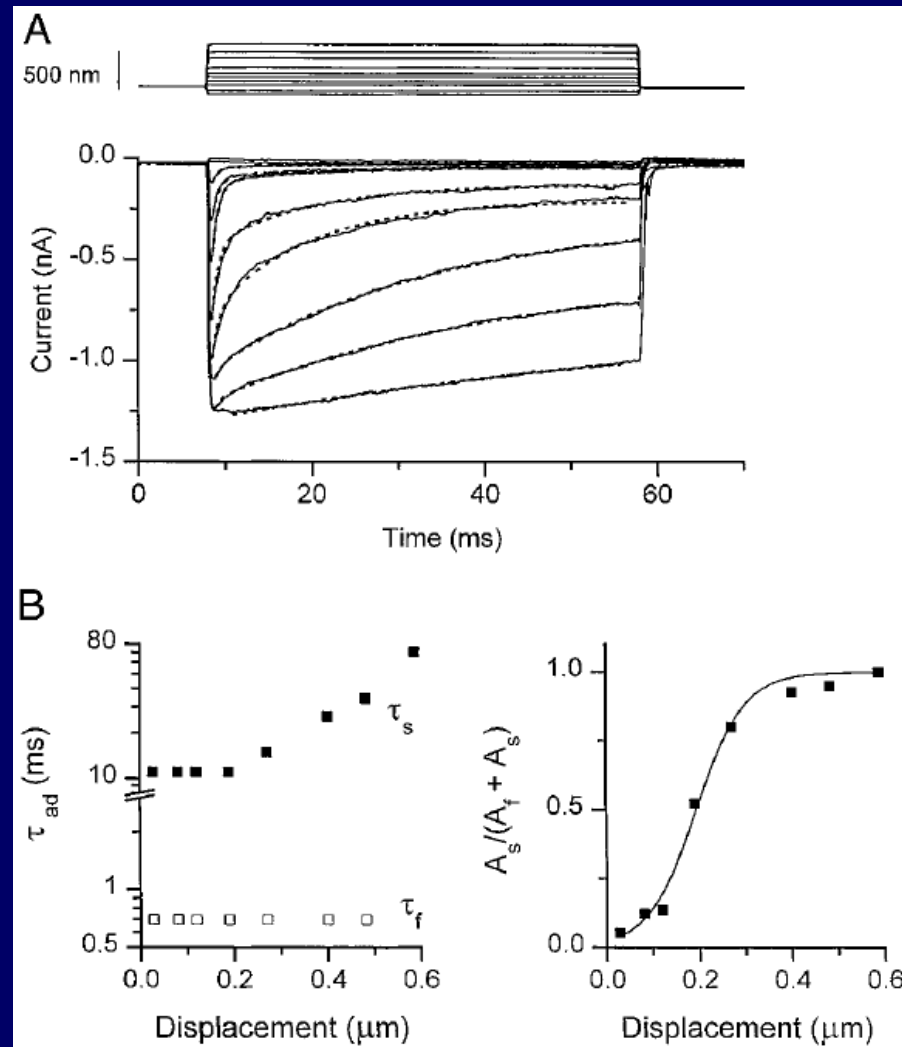 A
500 nm
0.0
-0.5
-1.0
-1.5
Current (nA)
0 20 40 60
Time (ms)
B
80
10
1
0.5
τad (ms)
τs
τf
0.0 0.2 0.4 0.6
Displacement (μm)
1.0
0.5
0.0
As/(Af + As)
0.0 0.2 0.4 0.6
Displacement (μm)